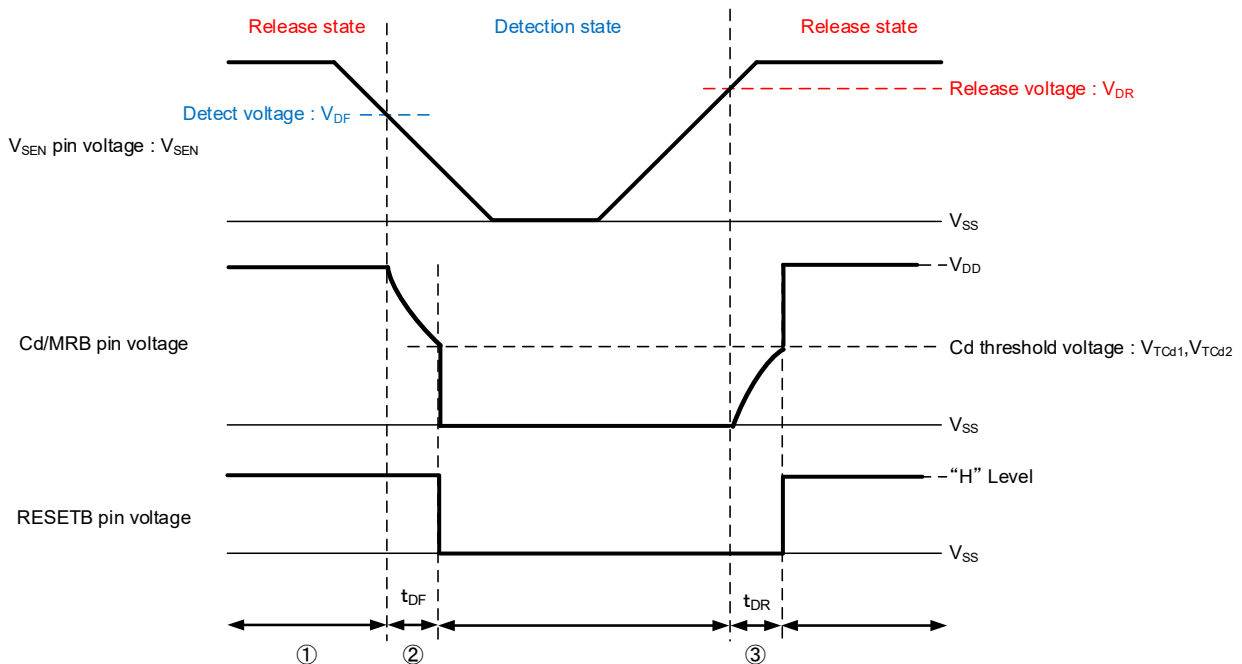 Release state
Detection state
Release state
Release voltage : VDR
Detect voltage : VDF
VSEN pin voltage : VSEN
VSS
VDD
Cd/MRB pin voltage
Cd threshold voltage : VTCd1,VTCd2
VSS
“H” Level
RESETB pin voltage
VSS
tDF
tDR
①
②
③